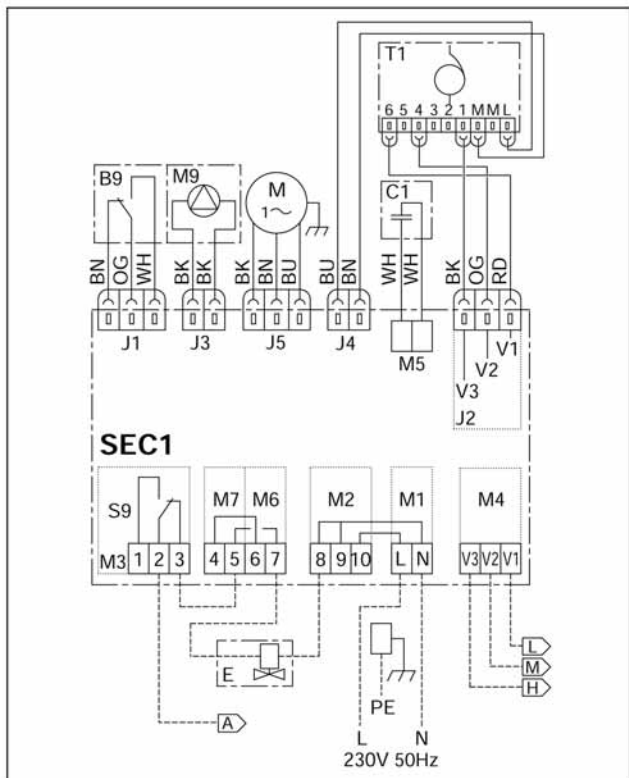 T1
6 5 4 3 2 1 M M L
B9
M9
M
1~
C1
BN OG WH
BK BK
BK BN BU
BU BN
WH WH
BK OG RD
J1
J3
J5
J4
M5
V1
V2
V3
J2
SEC1
S9
M7 M6
M2
M1
M4
M3 1 2 3
4 5 6 7
8 9 10
L N
V3 V2 V1
E
PE
L
M
H
A
L N
230V 50Hz